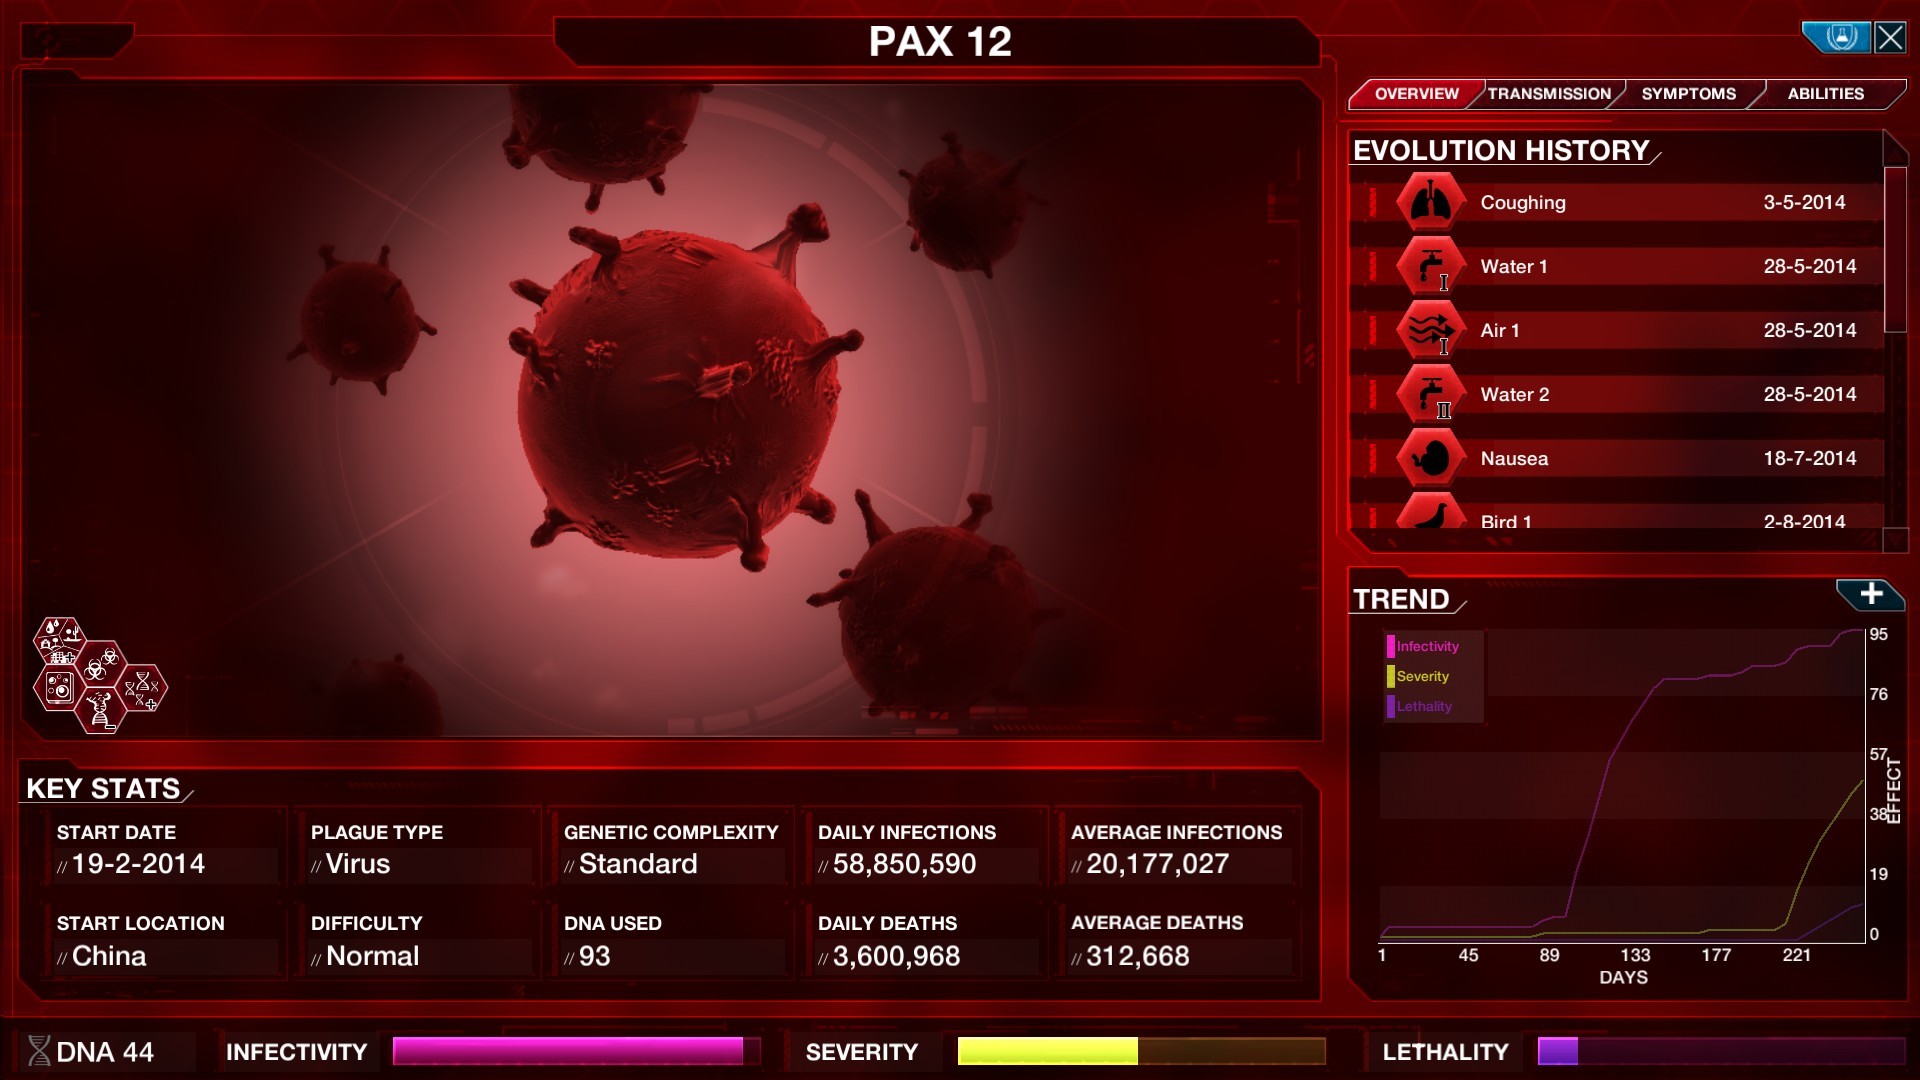 PAX 12
OVERVIEW
TRANSMISSION
SYMPTOMS
ABILITIES
EVOLUTION HISTORY
Coughing 3-5-2014
I
Water 1 28-5-2014
I
Air 1 28-5-2014
II
Water 2 28-5-2014
Nausea 18-7-2014
Bird 1 2-8-2014
TREND
+
Infectivity
Severity
Lethality
95
76
57
38
19
0
EFFECT
1 45 89 133 177 221
DAYS
KEY STATS
START DATE
// 19-2-2014
PLAGUE TYPE
// Virus
GENETIC COMPLEXITY
// Standard
DAILY INFECTIONS
// 58,850,590
AVERAGE INFECTIONS
// 20,177,027
START LOCATION
// China
DIFFICULTY
// Normal
DNA USED
// 93
DAILY DEATHS
// 3,600,968
AVERAGE DEATHS
// 312,668
DNA 44
INFECTIVITY
SEVERITY
LETHALITY